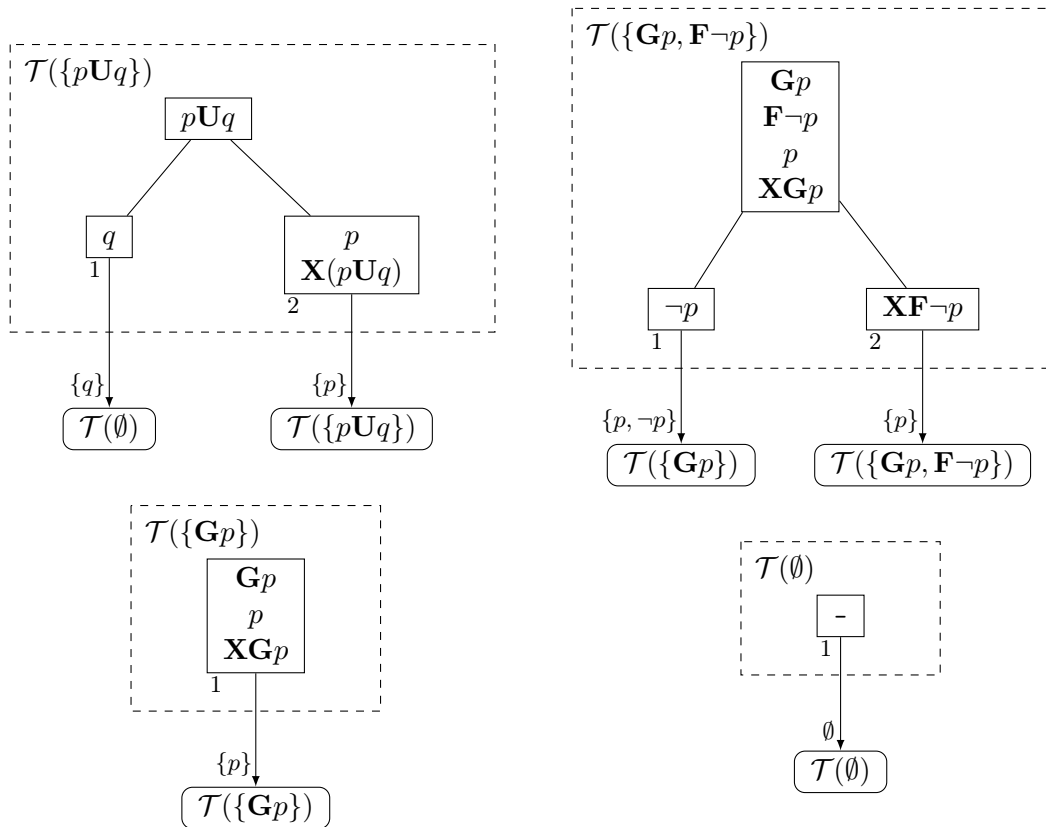 𝒯({p𝐔q})
p𝐔q
q
1
p
𝐗(p𝐔q)
2
{q}
𝒯(∅)
{p}
𝒯({p𝐔q})
𝒯({𝐆p, 𝐅¬p})
𝐆p
𝐅¬p
p
𝐗𝐆p
¬p
1
𝐗𝐅¬p
2
{p, ¬p}
𝒯({𝐆p})
{p}
𝒯({𝐆p, 𝐅¬p})
𝒯({𝐆p})
𝐆p
p
𝐗𝐆p
1
{p}
𝒯({𝐆p})
𝒯(∅)
–
1
∅
𝒯(∅)